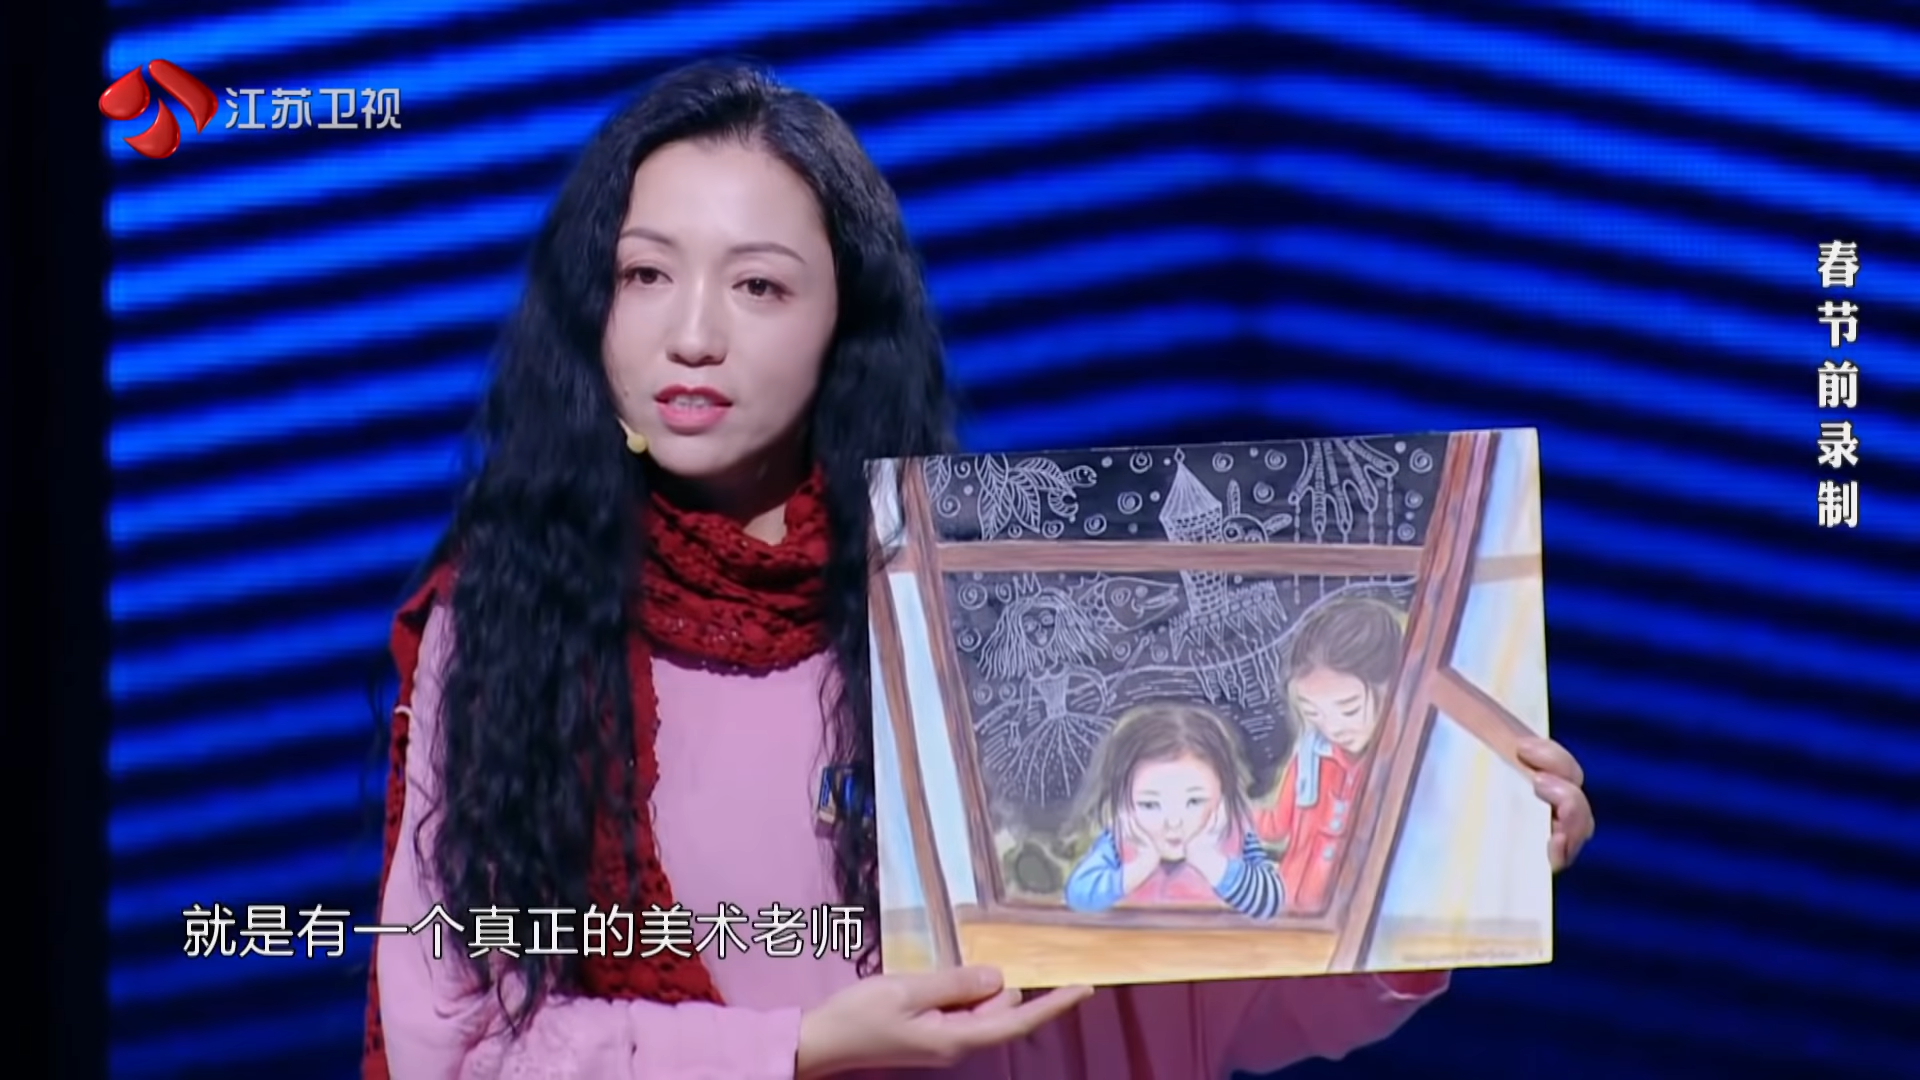 江苏卫视
春节前录制
就是有一个真正的美术老师